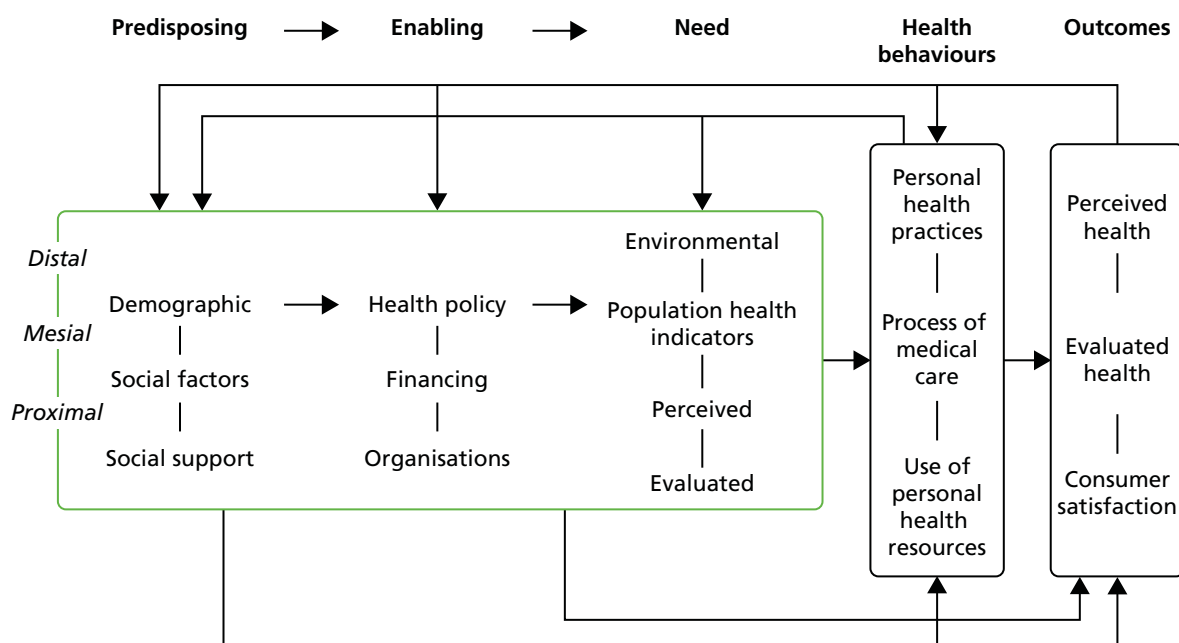 Predisposing
Enabling
Need
Health
behaviours
Outcomes
Distal
Mesial
Proximal
Demographic
Social factors
Social support
Health policy
Financing
Organisations
Environmental
Population health
indicators
Perceived
Evaluated
Personal
health
practices
Process of
medical
care
Use of
personal
health
resources
Perceived
health
Evaluated
health
Consumer
satisfaction